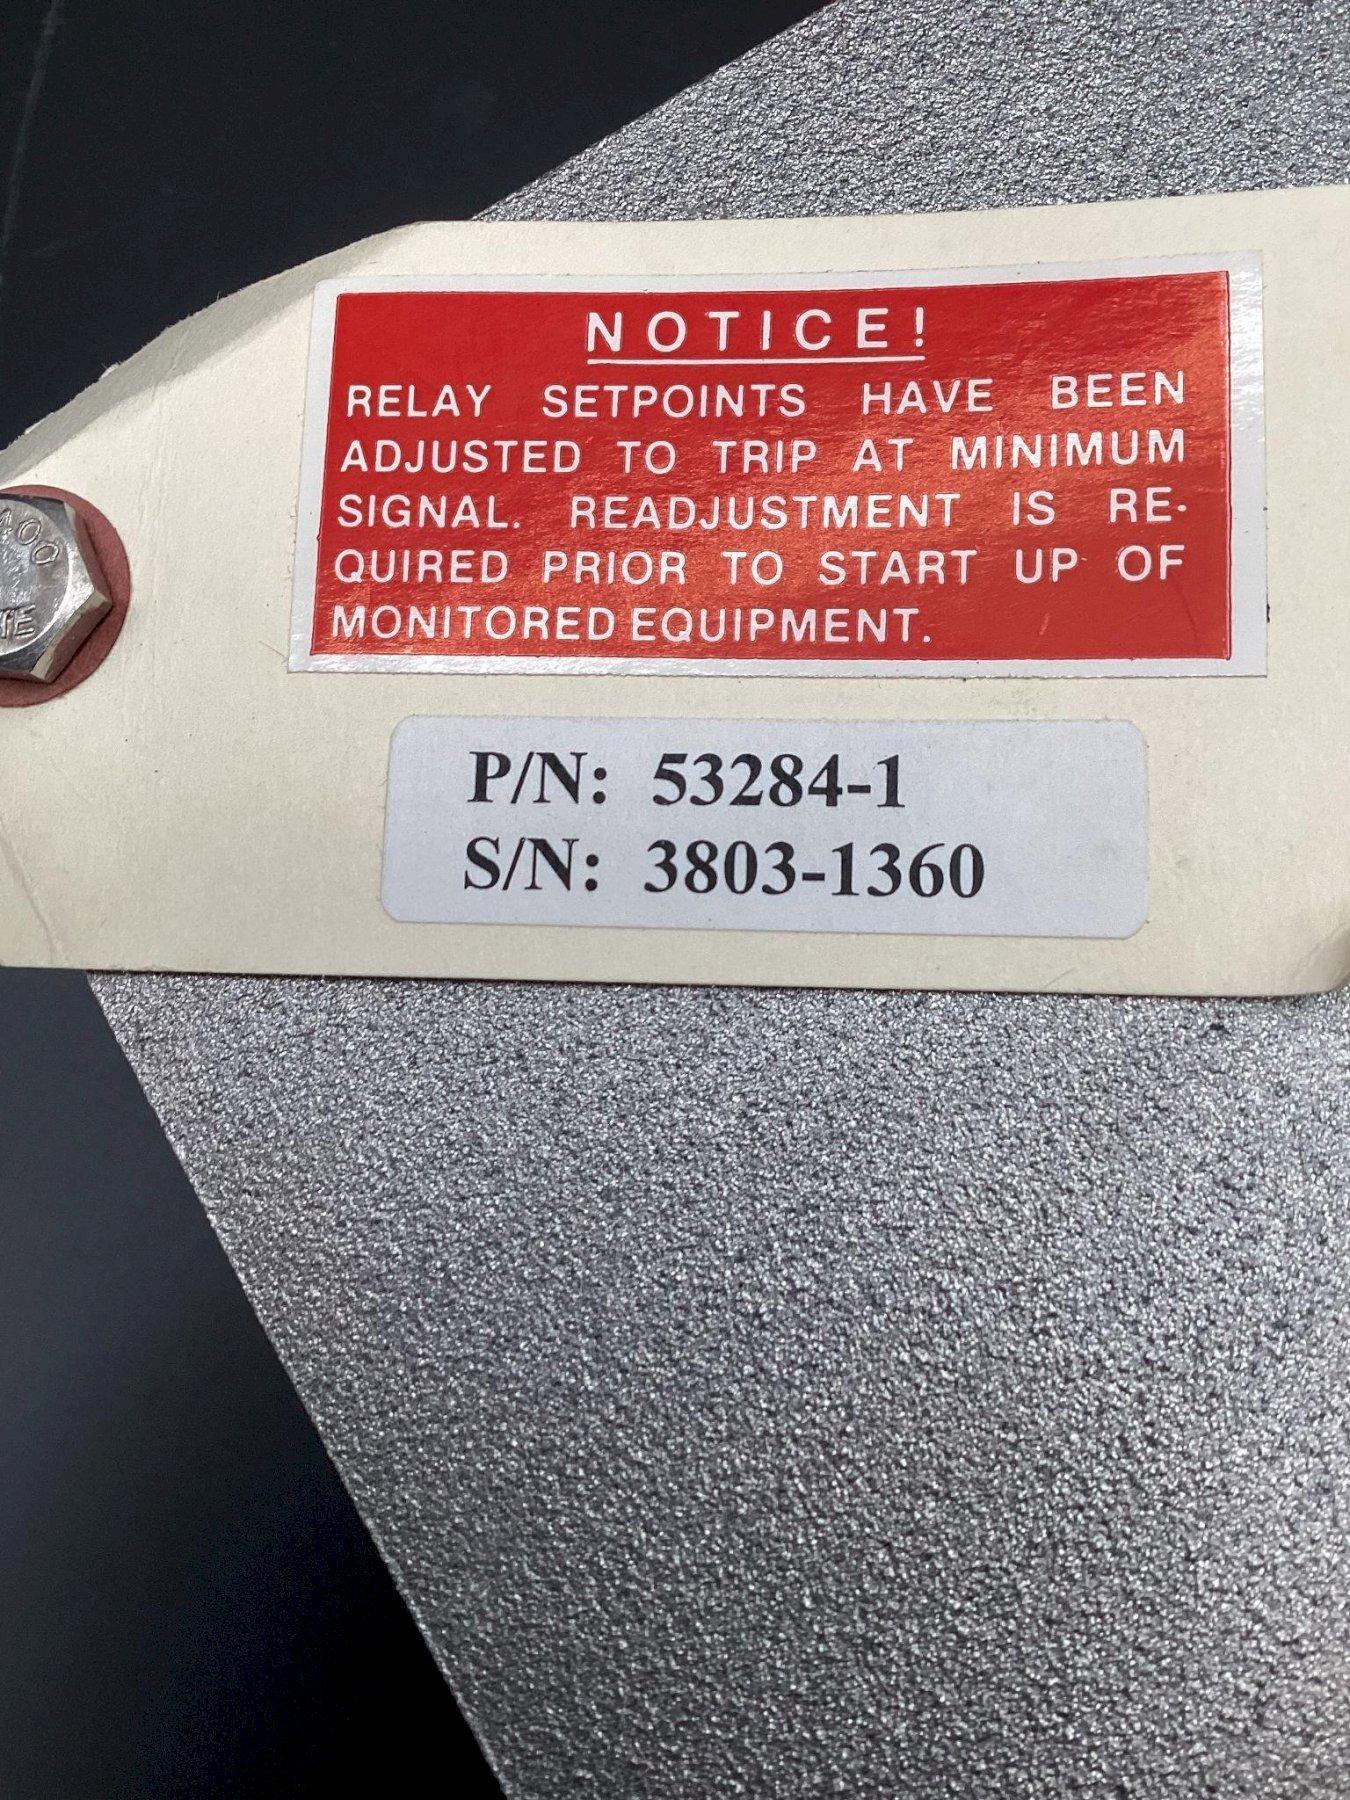 NOTICE!
RELAY SETPOINTS HAVE BEEN
ADJUSTED TO TRIP AT MINIMUM
SIGNAL. READJUSTMENT IS RE-
QUIRED PRIOR TO START UP OF
MONITORED EQUIPMENT.
P/N: 53284-1
S/N: 3803-1360